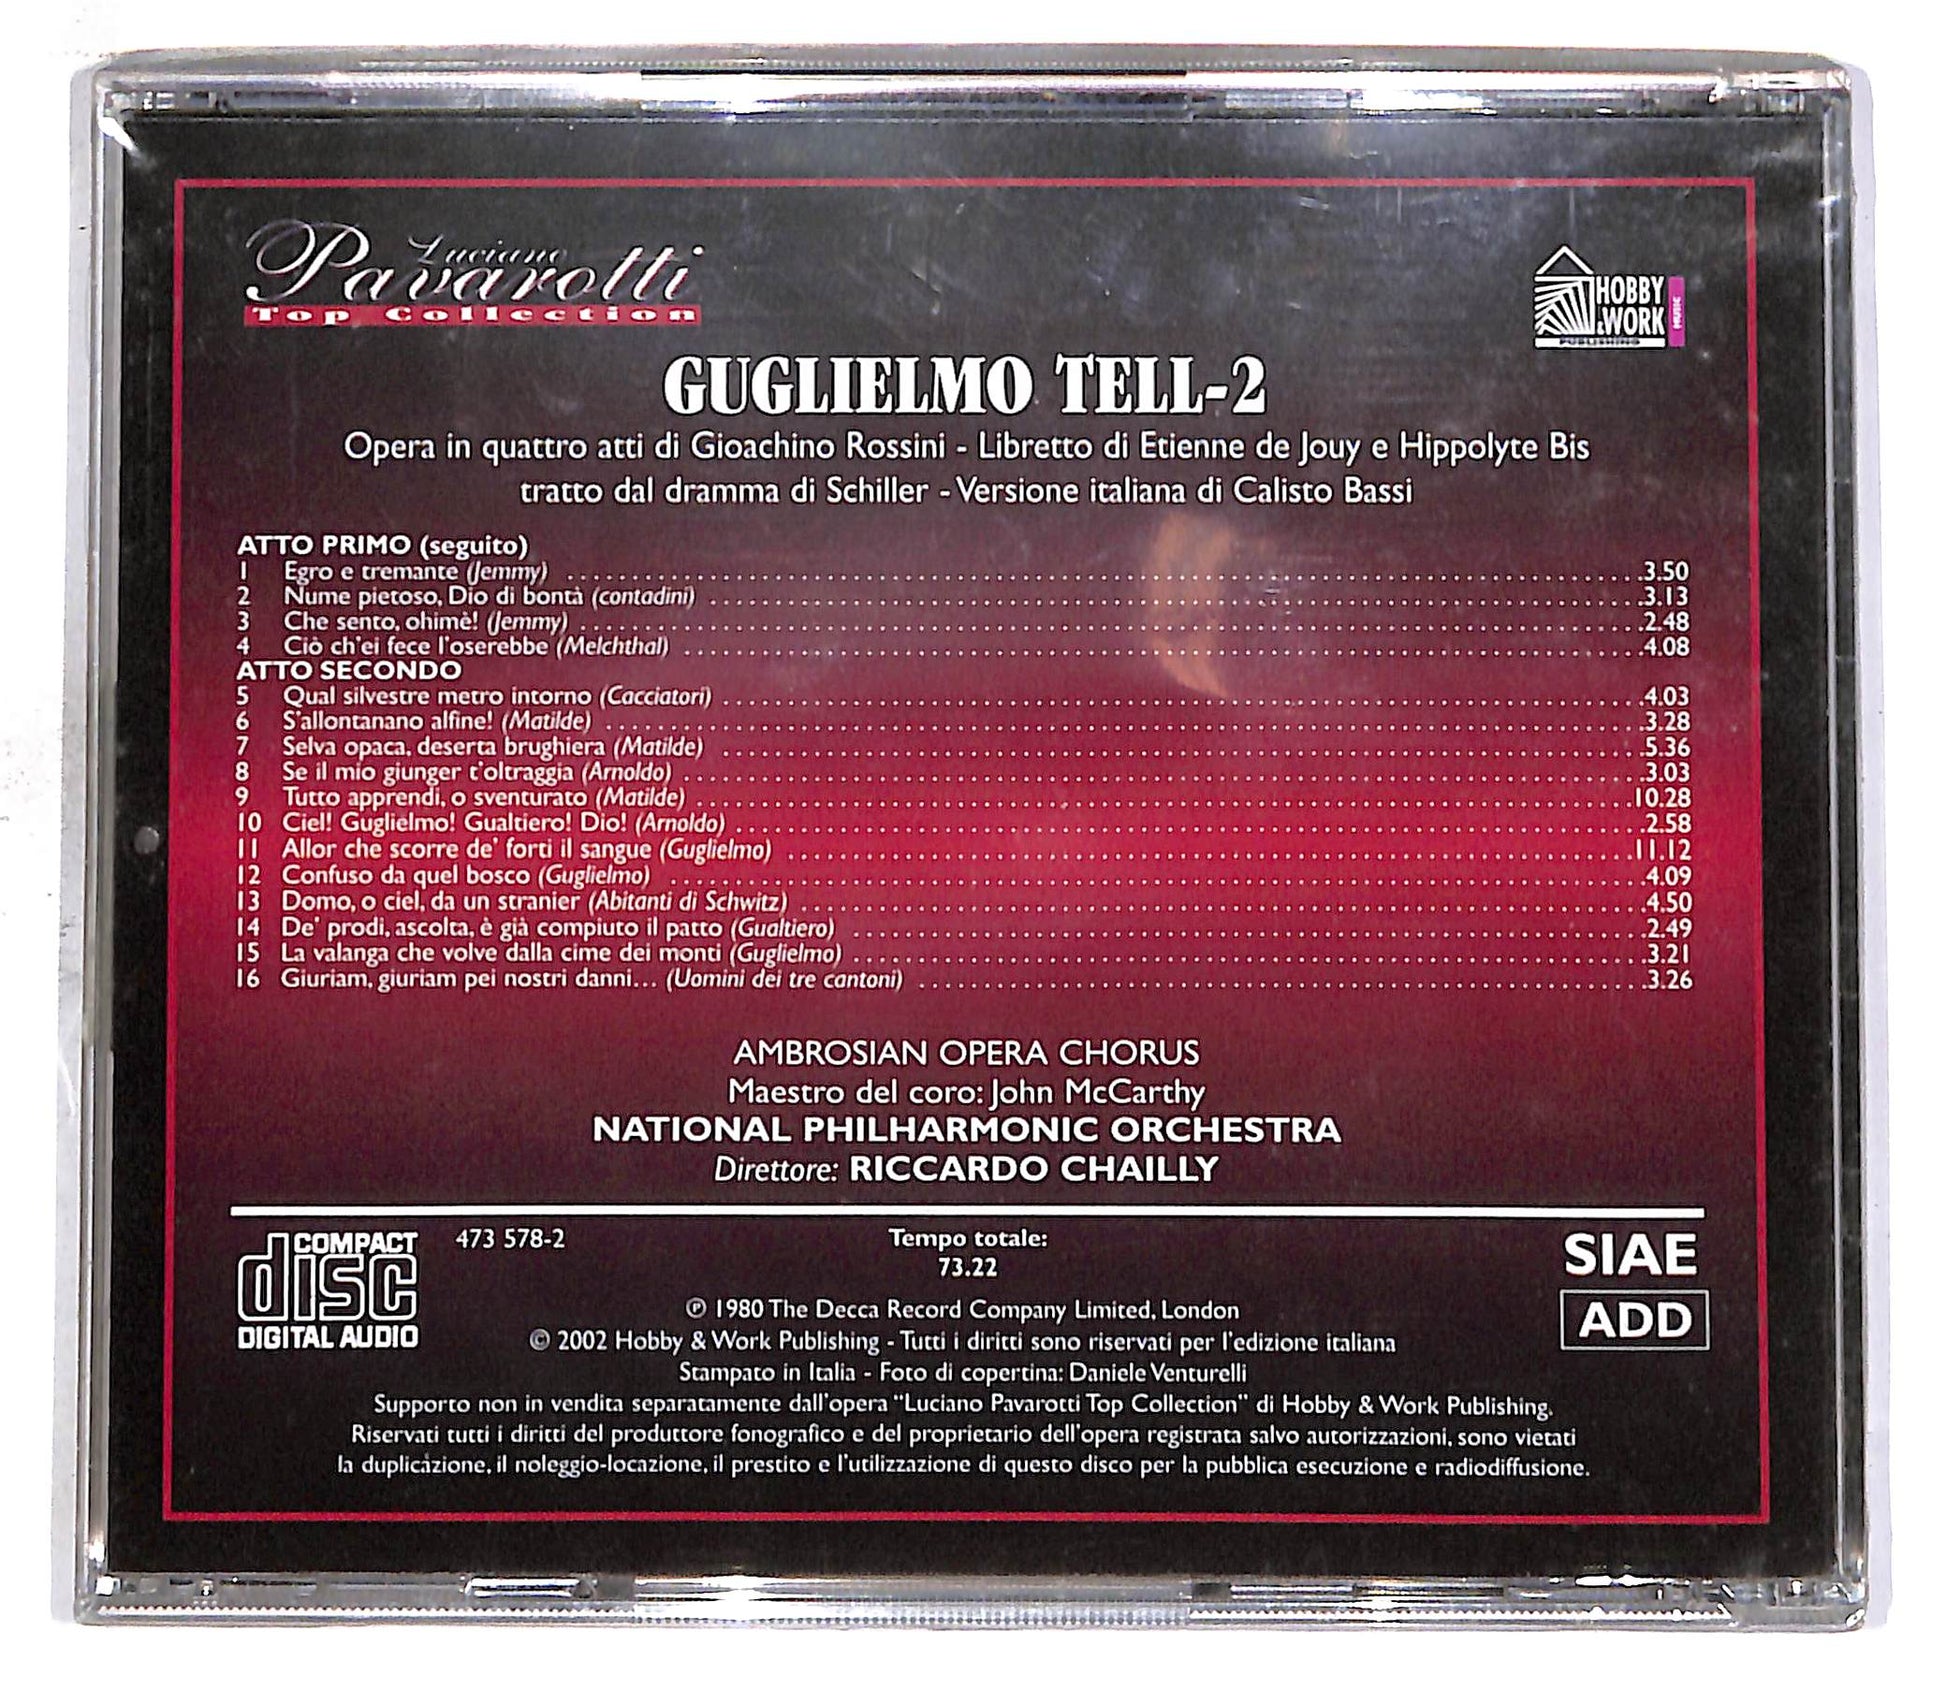 Luciano
Pavarotti
Top Collection
HOBBY
&WORK
PUBLISHING
MUSIC
GUGLIELMO TELL-2
Opera in quattro atti di Gioachino Rossini - Libretto di Etienne de Jouy e Hippolyte Bis
tratto dal dramma di Schiller - Versione italiana di Calisto Bassi
ATTO PRIMO (seguito)
1 Egro e tremante (Jemmy) 3.50
2 Nume pietoso, Dio di bontà (contadini) 3.13
3 Che sento, ohimè! (Jemmy) 2.48
4 Ciò ch'ei fece l'oserebbe (Melchthal) 4.08
ATTO SECONDO
5 Qual silvestre metro intorno (Cacciatori) 4.03
6 S'allontanano alfine! (Matilde) 3.28
7 Selva opaca, deserta brughiera (Matilde) 5.36
8 Se il mio giunger t'oltraggia (Arnoldo) 3.03
9 Tutto apprendi, o sventurato (Matilde) 10.28
10 Ciel! Guglielmo! Gualtiero! Dio! (Arnoldo) 2.58
11 Allor che scorre de' forti il sangue (Guglielmo) 11.12
12 Confuso da quel bosco (Guglielmo) 4.09
13 Domo, o ciel, da un stranier (Abitanti di Schwitz) 4.50
14 De' prodi, ascolta, è già compiuto il patto (Gualtiero) 2.49
15 La valanga che volve dalla cime dei monti (Guglielmo) 3.21
16 Giuriam, giuriam pei nostri danni... (Uomini dei tre cantoni) 3.26
AMBROSIAN OPERA CHORUS
Maestro del coro: John McCarthy
NATIONAL PHILHARMONIC ORCHESTRA
Direttore: RICCARDO CHAILLY
COMPACT
disc
DIGITAL AUDIO
473 578-2
Tempo totale:
73.22
SIAE
ADD
℗ 1980 The Decca Record Company Limited, London
© 2002 Hobby & Work Publishing - Tutti i diritti sono riservati per l'edizione italiana
Stampato in Italia - Foto di copertina: Daniele Venturelli
Supporto non in vendita separatamente dall'opera "Luciano Pavarotti Top Collection" di Hobby & Work Publishing.
Riservati tutti i diritti del produttore fonografico e del proprietario dell'opera registrata salvo autorizzazioni, sono vietati
la duplicazione, il noleggio-locazione, il prestito e l'utilizzazione di questo disco per la pubblica esecuzione e radiodiffusione.